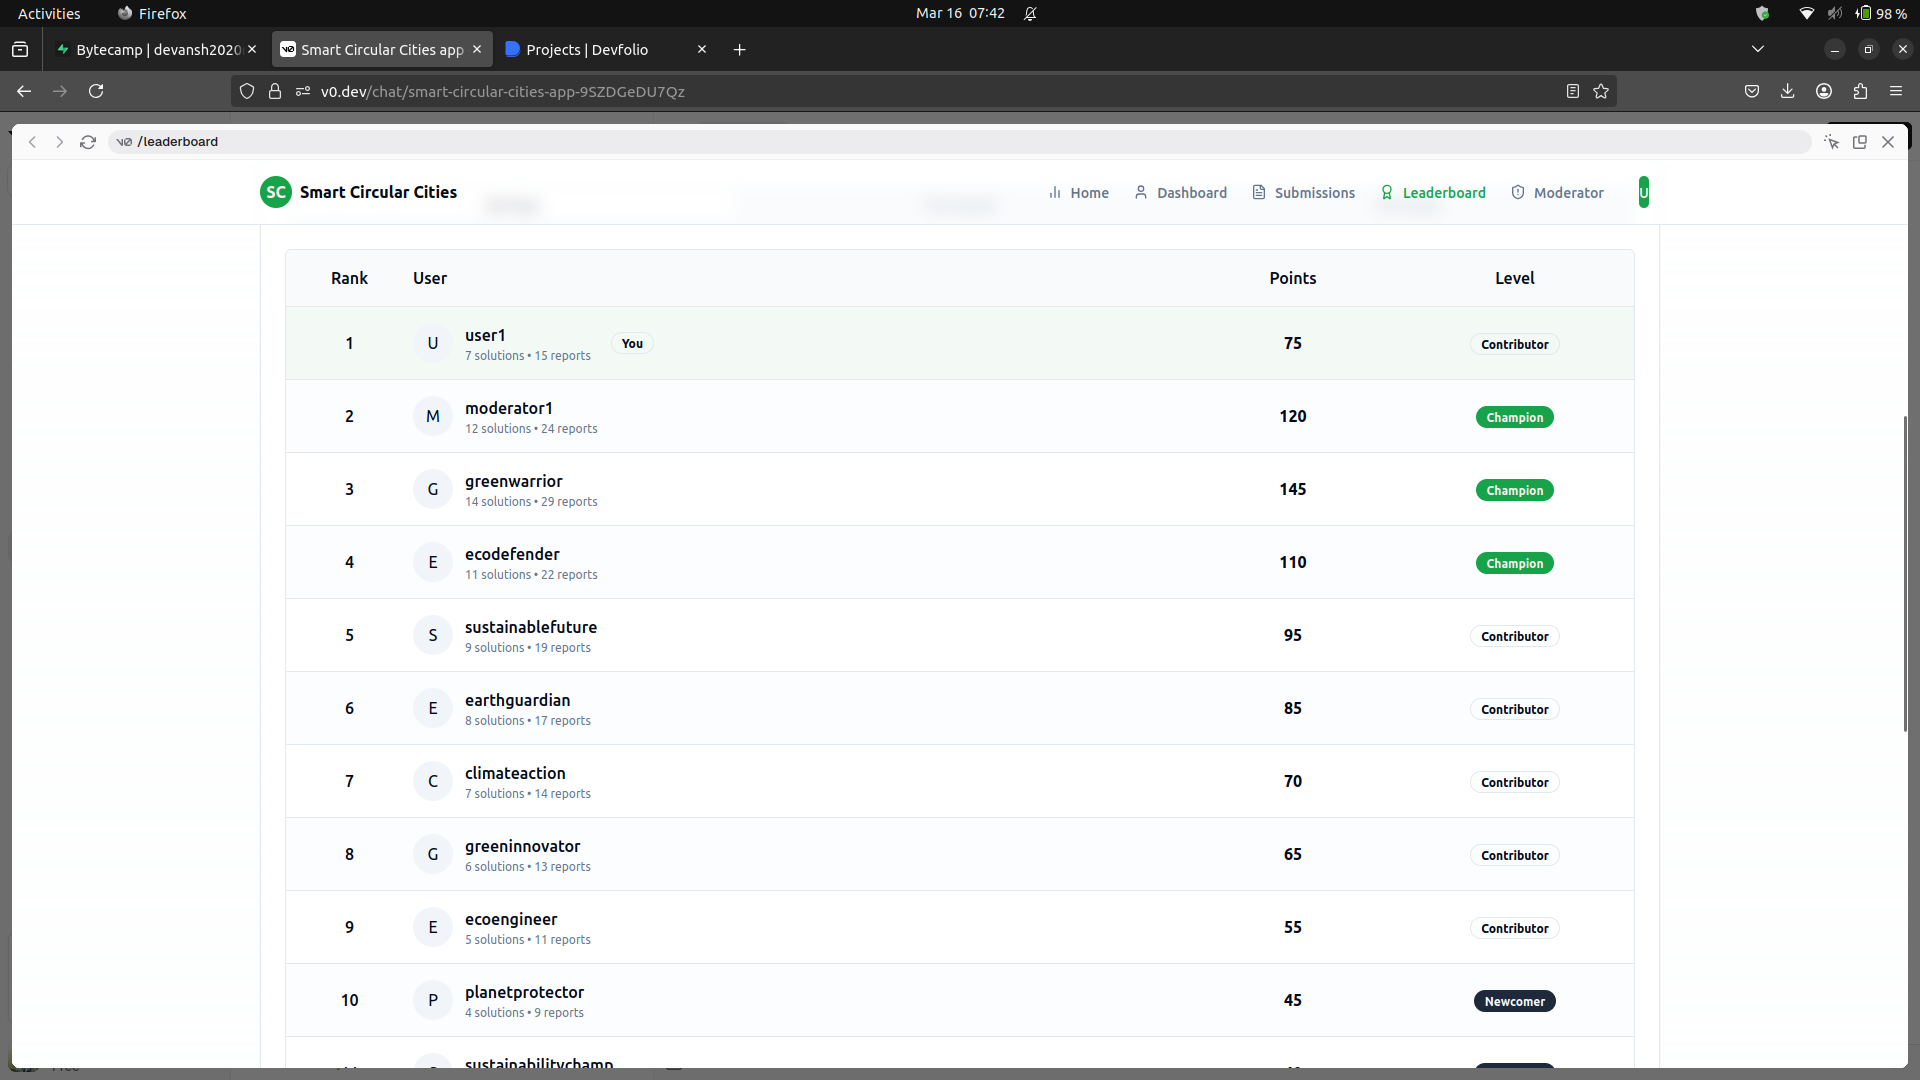 Activities Firefox Mar 16 07:42 98 %
Bytecamp | devansh2020 Smart Circular Cities app Projects | Devfolio
v0.dev/chat/smart-circular-cities-app-9SZDGeDU7Qz
v0 /leaderboard
SC Smart Circular Cities Home Dashboard Submissions Leaderboard Moderator U
Rank User Points Level
1 U user1 You 75 Contributor
7 solutions • 15 reports
2 M moderator1 120 Champion
12 solutions • 24 reports
3 G greenwarrior 145 Champion
14 solutions • 29 reports
4 E ecodefender 110 Champion
11 solutions • 22 reports
5 S sustainablefuture 95 Contributor
9 solutions • 19 reports
6 E earthguardian 85 Contributor
8 solutions • 17 reports
7 C climateaction 70 Contributor
7 solutions • 14 reports
8 G greeninnovator 65 Contributor
6 solutions • 13 reports
9 E ecoengineer 55 Contributor
5 solutions • 11 reports
10 P planetprotector 45 Newcomer
4 solutions • 9 reports
sustainabilitychamp